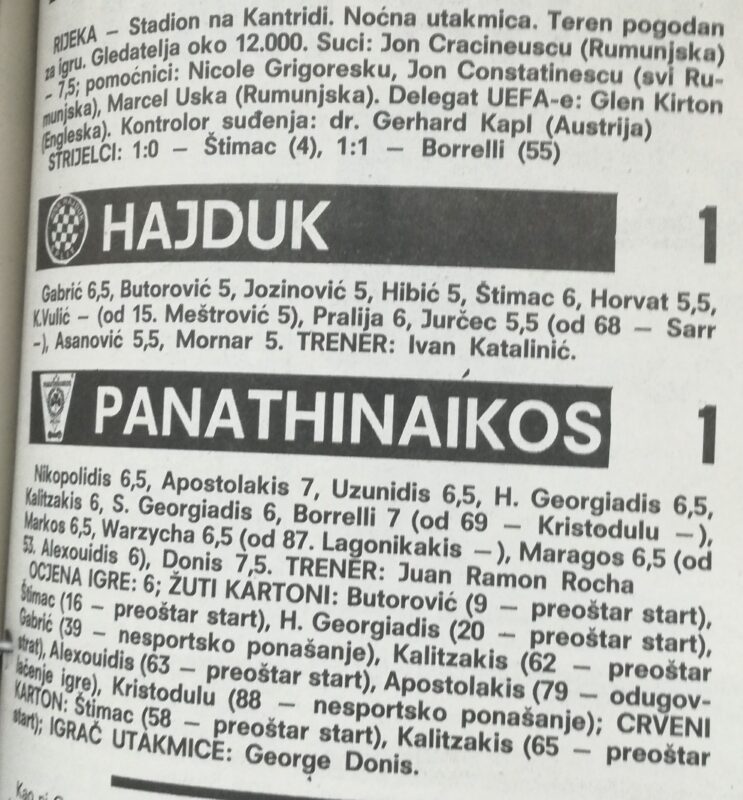 RIJEKA — Stadion na Kantridi. Noćna utakmica. Teren pogodan
za igru. Gledatelja oko 12.000. Suci: Jon Cracineuscu (Rumunjska)
— 7,5; pomoćnici: Nicole Grigoresku, Jon Constatinescu (svi Ru-
munjska), Marcel Uska (Rumunjska). Delegat UEFA-e: Glen Kirton
(Engleska). Kontrolor suđenja: dr. Gerhard Kapl (Austrija)
STRIJELCI: 1:0 — Štimac (4), 1:1 — Borrelli (55)
HAJDUK 1
Gabrić 6,5, Butorović 5, Jozinović 5, Hibić 5, Štimac 6, Horvat 5,5,
K.Vulić — (od 15. Meštrović 5), Pralija 6, Jurčec 5,5 (od 68 — Sarr
—), Asanović 5,5, Mornar 5. TRENER: Ivan Katalinić.
PANATHINAIKOS 1
Nikopolidis 6,5, Apostolakis 7, Uzunidis 6,5, H. Georgiadis 6,5,
Kalitzakis 6, S. Georgiadis 6, Borrelli 7 (od 69 — Kristodulu —),
Markos 6,5, Warzycha 6,5 (od 87. Lagonikakis —), Maragos 6,5 (od
53. Alexouidis 6), Donis 7,5. TRENER: Juan Ramon Rocha
OCJENA IGRE: 6; ŽUTI KARTONI: Butorović (9 — preoštar start),
Štimac (16 — preoštar start), H. Georgiadis (20 — preoštar start),
Gabrić (39 — nesportsko ponašanje), Kalitzakis (62 — preoštar
strat), Alexouidis (63 — preoštar start), Apostolakis (79 — odugov-
lačenje igre), Kristodulu (88 — nesportsko ponašanje); CRVENI
KARTON: Štimac (58 — preoštar start), Kalitzakis (65 — preoštar
start); IGRAČ UTAKMICE: George Donis.
Kao ni